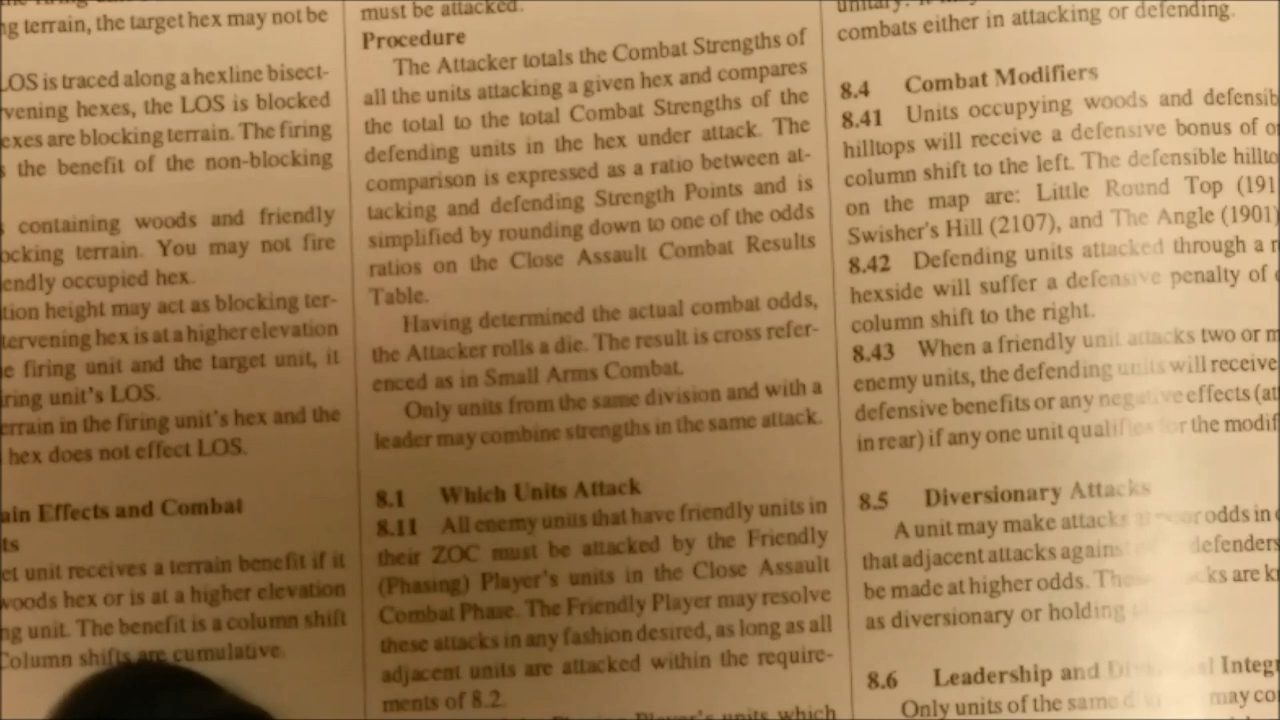 ng terrain, the target hex may not be
LOS is traced along a hexline bisect-
vening hexes, the LOS is blocked
exes are blocking terrain. The firing
s the benefit of the non-blocking
s containing woods and friendly
ocking terrain. You may not fire
endly occupied hex.
tion height may act as blocking ter-
tervening hex is at a higher elevation
e firing unit and the target unit, it
iring unit's LOS.
errain in the firing unit's hex and the
hex does not effect LOS.
ain Effects and Combat
ts
et unit receives a terrain benefit if it
woods hex or is at a higher elevation
ng unit. The benefit is a column shift
Column shifts are cumulative.
must be attacked.
Procedure
The Attacker totals the Combat Strengths of
all the units attacking a given hex and compares
the total to the total Combat Strengths of the
defending units in the hex under attack. The
comparison is expressed as a ratio between at-
tacking and defending Strength Points and is
simplified by rounding down to one of the odds
ratios on the Close Assault Combat Results
Table.
Having determined the actual combat odds,
the Attacker rolls a die. The result is cross refer-
enced as in Small Arms Combat.
Only units from the same division and with a
leader may combine strengths in the same attack.
8.1 Which Units Attack
8.11 All enemy units that have friendly units in
their ZOC must be attacked by the Friendly
(Phasing) Player's units in the Close Assault
Combat Phase. The Friendly Player may resolve
these attacks in any fashion desired, as long as all
adjacent units are attacked within the require-
ments of 8.2.
Player's units which
combats either in attacking or defending.
8.4 Combat Modifiers
8.41 Units occupying woods and defensib
hilltops will receive a defensive bonus of o
column shift to the left. The defensible hillto
on the map are: Little Round Top (191
Swisher's Hill (2107), and The Angle (1901)
8.42 Defending units attacked through a r
hexside will suffer a defensive penalty of
column shift to the right.
8.43 When a friendly unit attacks two or m
enemy units, the defending units will receive
defensive benefits or any negative effects (at
in rear) if any one unit qualifies for the modif
8.5 Diversionary Attacks
A unit may make attacks odds in
that adjacent attacks against defenders
be made at higher odds. are k
as diversionary or holding
8.6 Leadership and Integ
Only units of the same may co